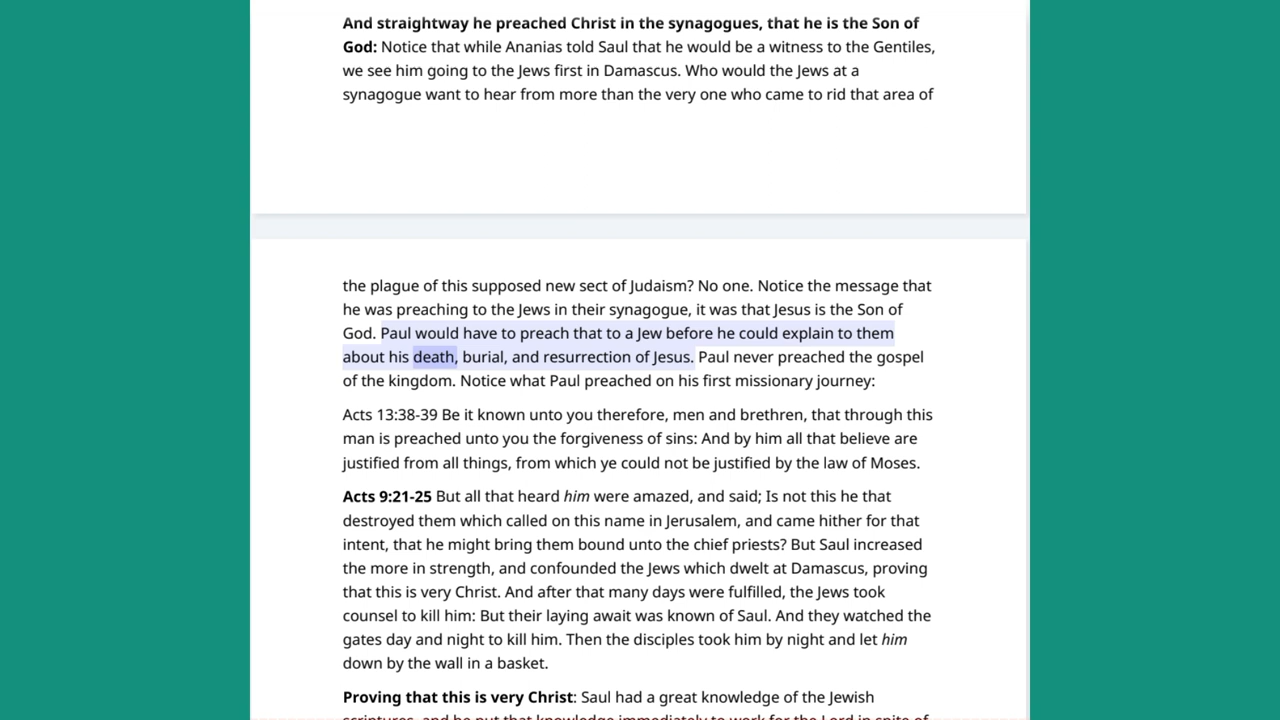 And straightway he preached Christ in the synagogues, that he is the Son of
God: Notice that while Ananias told Saul that he would be a witness to the Gentiles,
we see him going to the Jews first in Damascus. Who would the Jews at a
synagogue want to hear from more than the very one who came to rid that area of
the plague of this supposed new sect of Judaism? No one. Notice the message that
he was preaching to the Jews in their synagogue, it was that Jesus is the Son of
God. Paul would have to preach that to a Jew before he could explain to them
about his death, burial, and resurrection of Jesus. Paul never preached the gospel
of the kingdom. Notice what Paul preached on his first missionary journey:
Acts 13:38-39 Be it known unto you therefore, men and brethren, that through this
man is preached unto you the forgiveness of sins: And by him all that believe are
justified from all things, from which ye could not be justified by the law of Moses.
Acts 9:21-25 But all that heard him were amazed, and said; Is not this he that
destroyed them which called on this name in Jerusalem, and came hither for that
intent, that he might bring them bound unto the chief priests? But Saul increased
the more in strength, and confounded the Jews which dwelt at Damascus, proving
that this is very Christ. And after that many days were fulfilled, the Jews took
counsel to kill him: But their laying await was known of Saul. And they watched the
gates day and night to kill him. Then the disciples took him by night and let him
down by the wall in a basket.
Proving that this is very Christ: Saul had a great knowledge of the Jewish
scriptures, and he put that knowledge immediately to work for the Lord in spite of